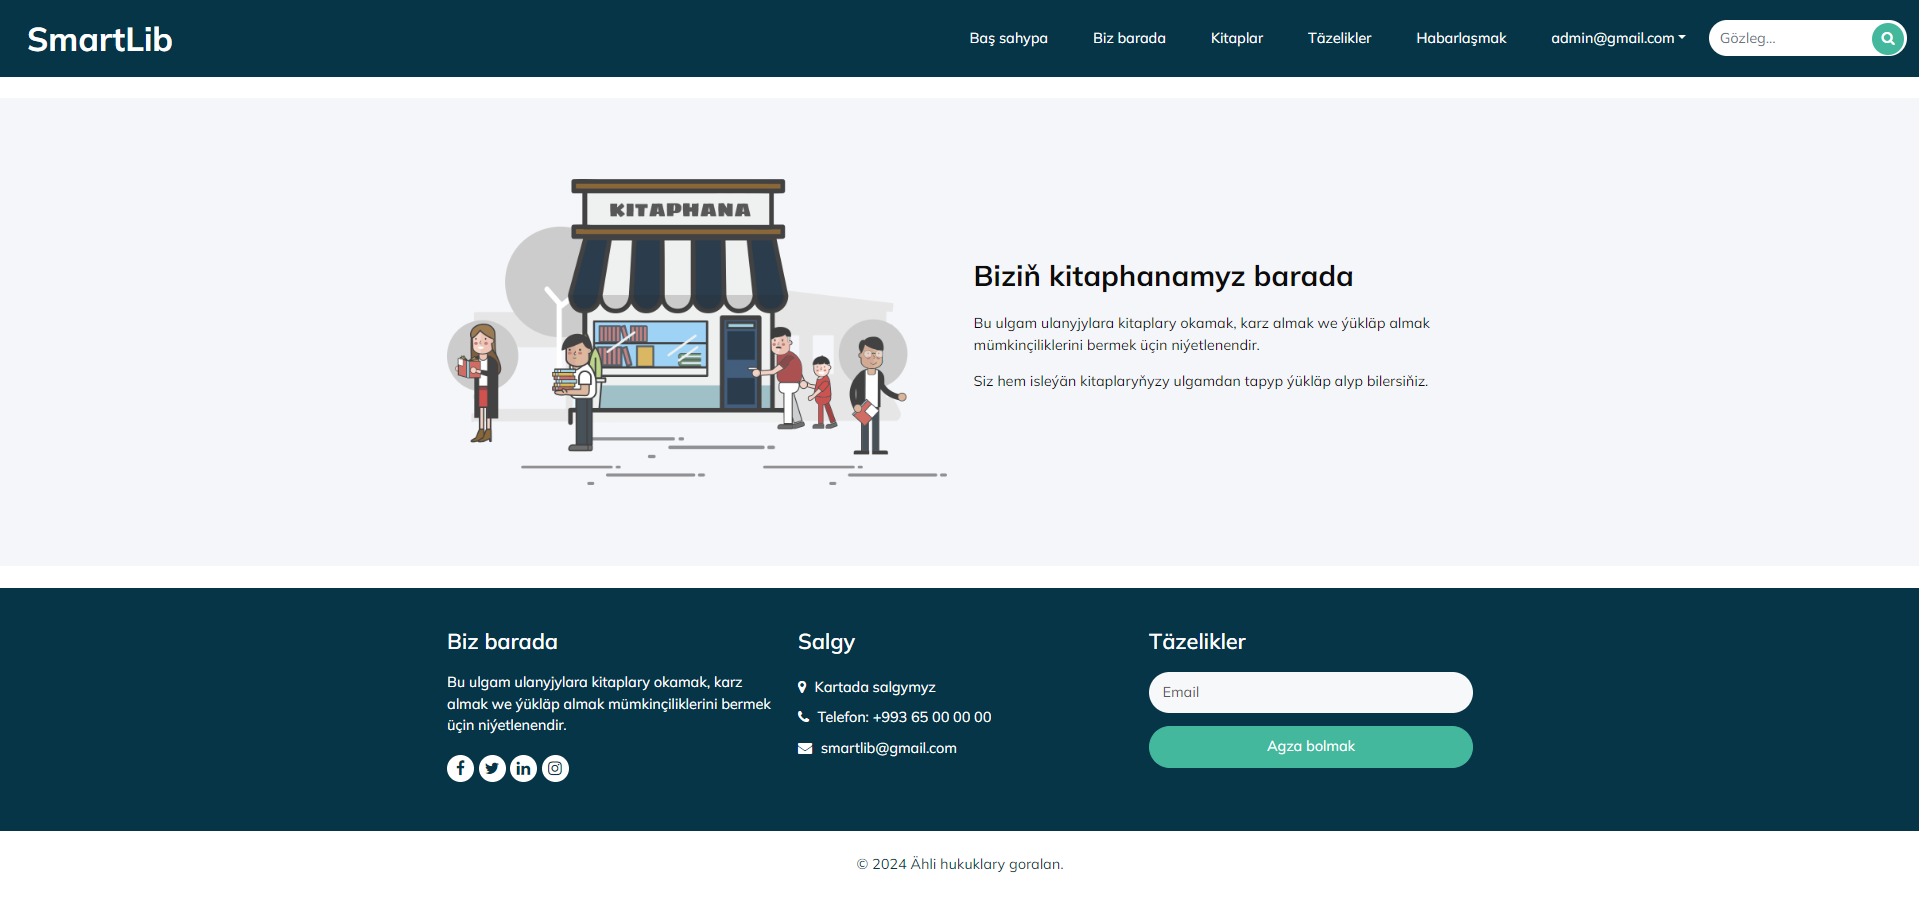 SmartLib
Baş sahypa
Biz barada
Kitaplar
Täzelikler
Habarlaşmak
admin@gmail.com
Gözleg...
KITAPHANA
Biziň kitaphanamyz barada
Bu ulgam ulanyjylara kitaplary okamak, karz almak we ýükläp almak
mümkinçiliklerini bermek üçin niýetlenendir.
Siz hem isleýän kitaplaryňyzy ulgamdan tapyp ýükläp alyp bilersiňiz.
Biz barada
Bu ulgam ulanyjylara kitaplary okamak, karz
almak we ýükläp almak mümkinçiliklerini bermek
üçin niýetlenendir.
Salgy
Kartada salgymyz
Telefon: +993 65 00 00 00
smartlib@gmail.com
Täzelikler
Email
Agza bolmak
© 2024 Ähli hukuklary goralan.